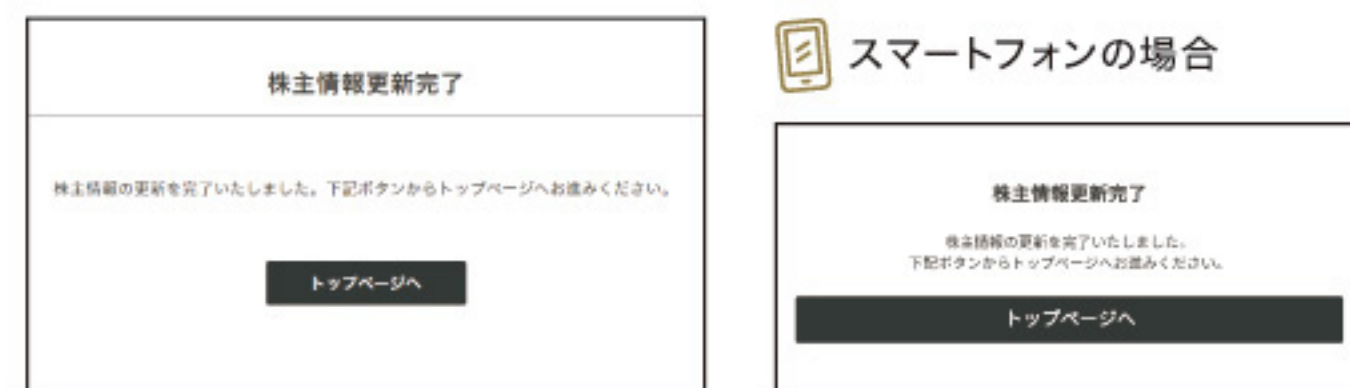 株主情報更新完了
株主情報の更新を完了いたしました。下記ボタンからトップページへお進みください。
トップページへ
スマートフォンの場合
株主情報更新完了
株主情報の更新を完了いたしました。
下記ボタンからトップページへお進みください。
トップページへ